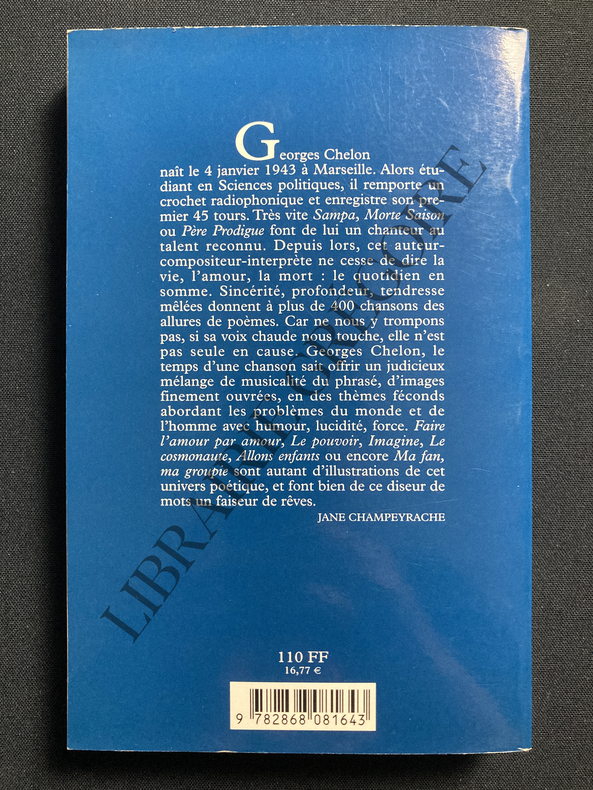 Georges Chelon
naît le 4 janvier 1943 à Marseille. Alors étu-
diant en Sciences politiques, il remporte un
crochet radiophonique et enregistre son pre-
mier 45 tours. Très vite Sampa, Morte Saison
ou Père Prodigue font de lui un chanteur au
talent reconnu. Depuis lors, cet auteur-
compositeur-interprète ne cesse de dire la
vie, l'amour, la mort : le quotidien en
somme. Sincérité, profondeur, tendresse
mêlées donnent à plus de 400 chansons des
allures de poèmes. Car ne nous y trompons
pas, si sa voix chaude nous touche, elle n'est
pas seule en cause. Georges Chelon, le
temps d'une chanson sait offrir un judicieux
mélange de musicalité du phrasé, d'images
finement ouvrées, en des thèmes féconds
abordant les problèmes du monde et de
l'homme avec humour, lucidité, force. Faire
l'amour par amour, Le pouvoir, Imagine, Le
cosmonaute, Allons enfants ou encore Ma fan,
ma groupie sont autant d'illustrations de cet
univers poétique, et font bien de ce diseur de
mots un faiseur de rêves.
JANE CHAMPEYRACHE
LIBRAIRIE GREGOIRE
110 FF
16,77 €
9 782868 081643